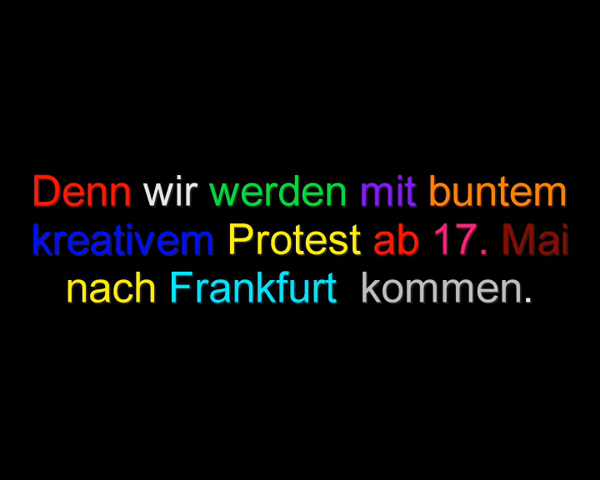 Denn wir werden mit buntem
kreativem Protest ab 17. Mai
nach Frankfurt kommen.